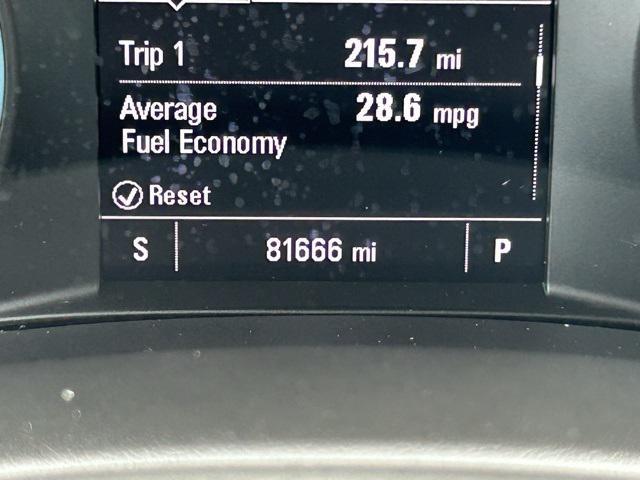 Trip 1 215.7 mi
Average 28.6 mpg
Fuel Economy
Reset
S 81666 mi P